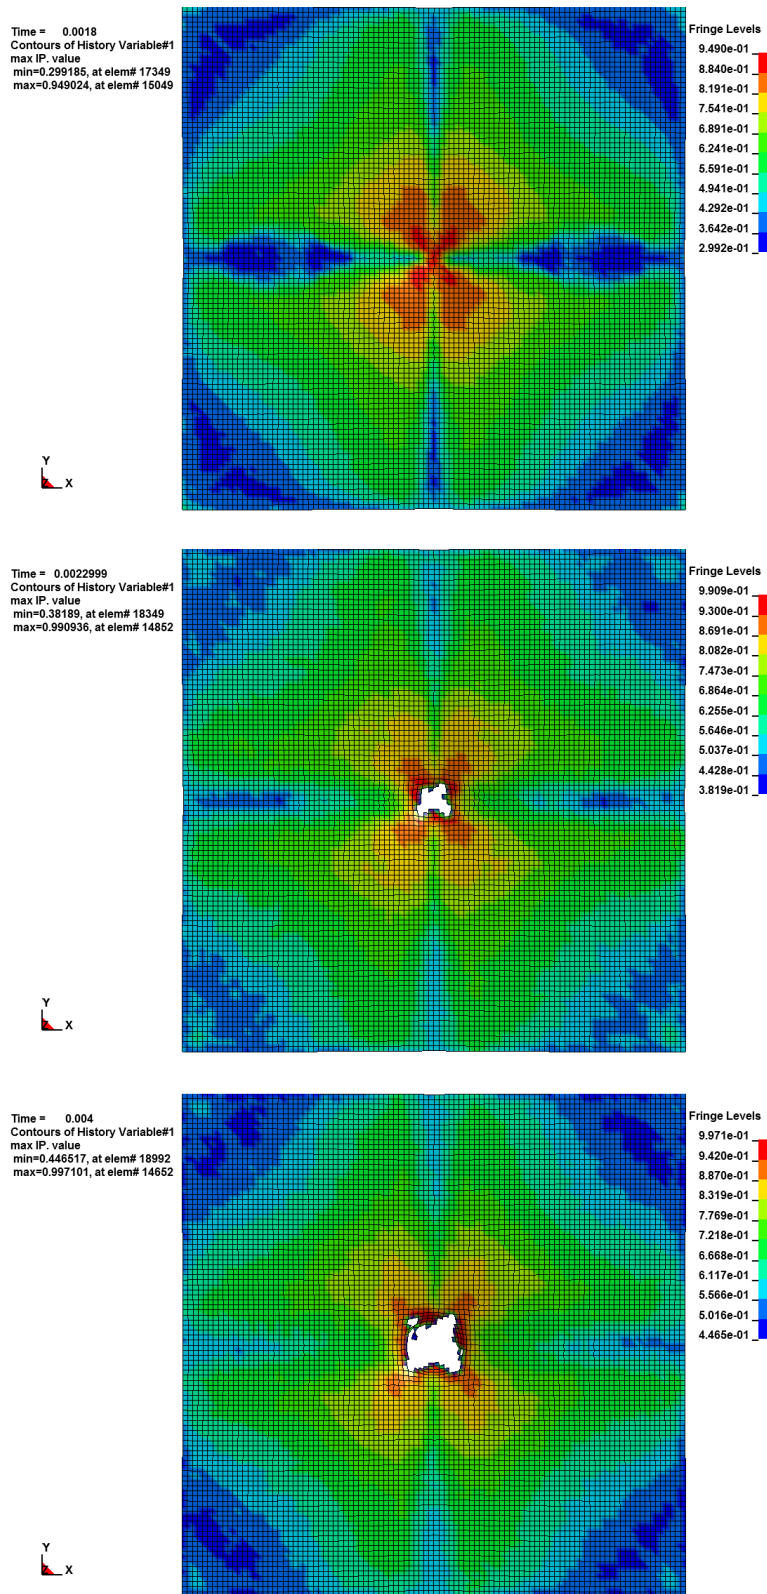 Time = 0.0018
Contours of History Variable#1
max IP. value
min=0.299185, at elem# 17349
max=0.949024, at elem# 15049
Fringe Levels
9.490e-01
8.840e-01
8.191e-01
7.541e-01
6.891e-01
6.241e-01
5.591e-01
4.941e-01
4.292e-01
3.642e-01
2.992e-01
Y
Z X
Time = 0.0022999
Contours of History Variable#1
max IP. value
min=0.38189, at elem# 18349
max=0.990936, at elem# 14852
Fringe Levels
9.909e-01
9.300e-01
8.691e-01
8.082e-01
7.473e-01
6.864e-01
6.255e-01
5.646e-01
5.037e-01
4.428e-01
3.819e-01
Y
Z X
Time = 0.004
Contours of History Variable#1
max IP. value
min=0.446517, at elem# 18992
max=0.997101, at elem# 14652
Fringe Levels
9.971e-01
9.420e-01
8.870e-01
8.319e-01
7.769e-01
7.218e-01
6.668e-01
6.117e-01
5.566e-01
5.016e-01
4.465e-01
Y
Z X